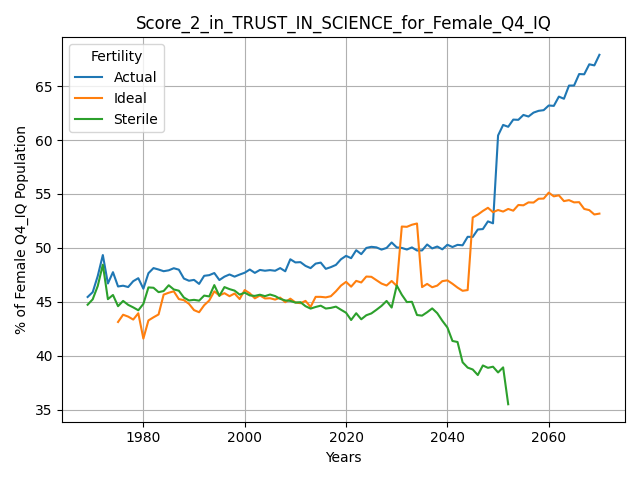 Score_2_in_TRUST_IN_SCIENCE_for_Female_Q4_IQ
Fertility
Actual
Ideal
Sterile
% of Female Q4_IQ Population
65
60
55
50
45
40
35
1980
2000
2020
2040
2060
Years